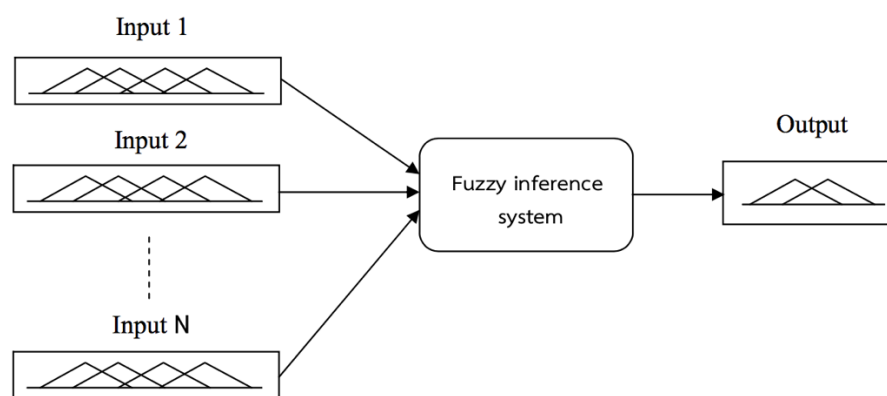 Input 1
Input 2
Input N
Fuzzy inference
system
Output